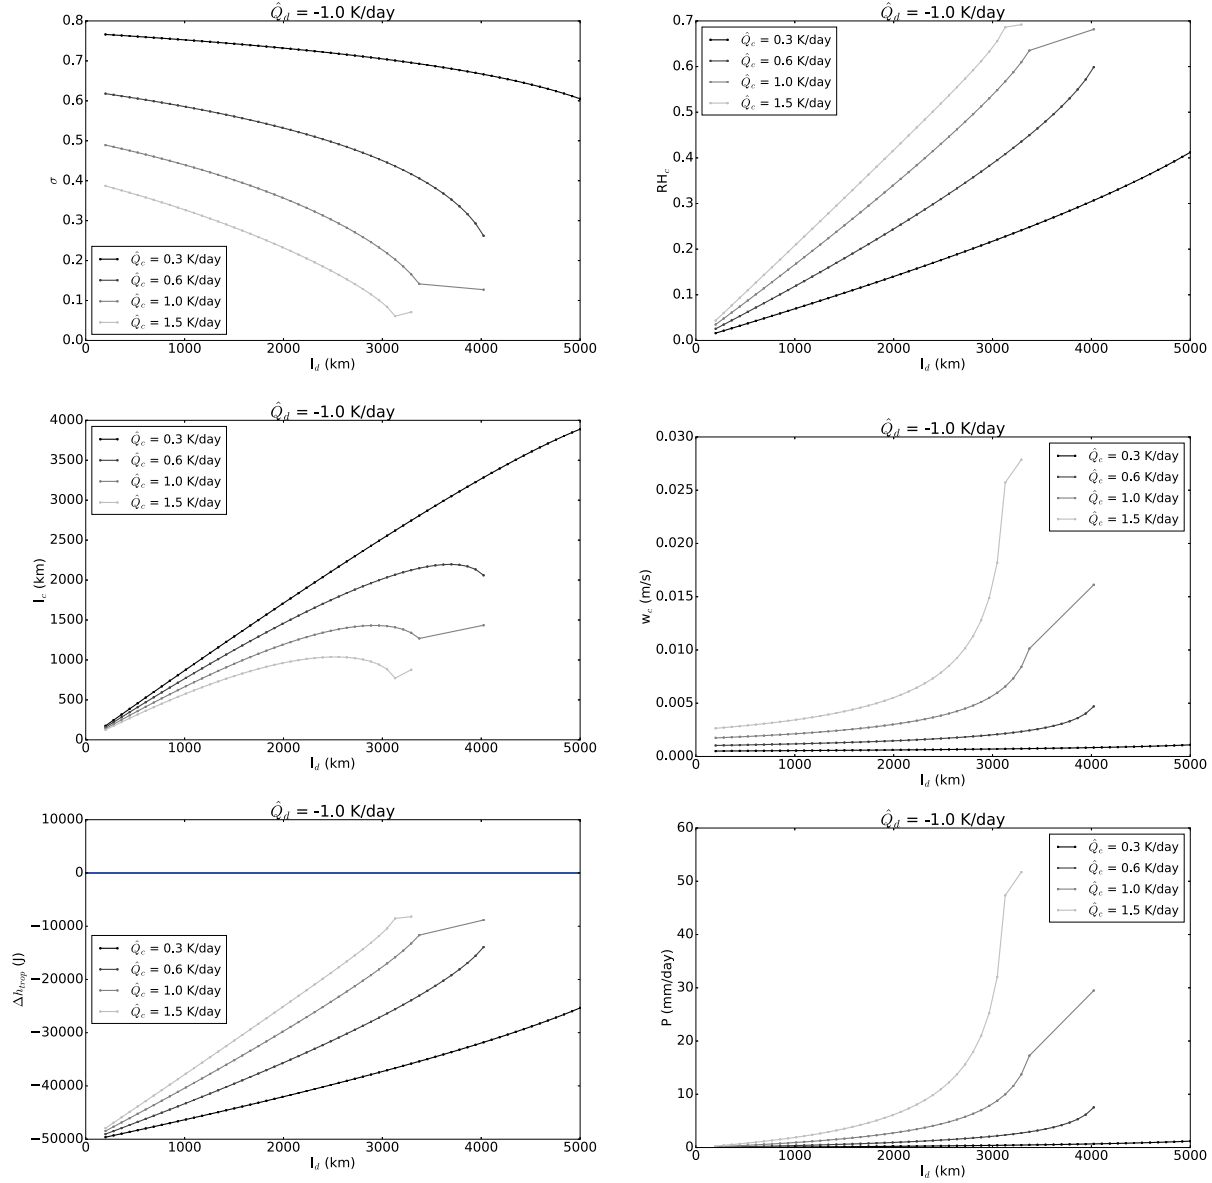 Q̂_d = -1.0 K/day
0.8
0.7
0.6
0.5
0.4
0.3
0.2
0.1
0.0
σ
Q̂_c = 0.3 K/day
Q̂_c = 0.6 K/day
Q̂_c = 1.0 K/day
Q̂_c = 1.5 K/day
0 1000 2000 3000 4000 5000
l_d (km)
Q̂_d = -1.0 K/day
0.7
0.6
0.5
0.4
0.3
0.2
0.1
0.0
RH_c
Q̂_c = 0.3 K/day
Q̂_c = 0.6 K/day
Q̂_c = 1.0 K/day
Q̂_c = 1.5 K/day
0 1000 2000 3000 4000 5000
l_d (km)
Q̂_d = -1.0 K/day
4000
3500
3000
2500
2000
1500
1000
500
0
l_c (km)
Q̂_c = 0.3 K/day
Q̂_c = 0.6 K/day
Q̂_c = 1.0 K/day
Q̂_c = 1.5 K/day
0 1000 2000 3000 4000 5000
l_d (km)
Q̂_d = -1.0 K/day
0.030
0.025
0.020
0.015
0.010
0.005
0.000
w_c (m/s)
Q̂_c = 0.3 K/day
Q̂_c = 0.6 K/day
Q̂_c = 1.0 K/day
Q̂_c = 1.5 K/day
0 1000 2000 3000 4000 5000
l_d (km)
Q̂_d = -1.0 K/day
10000
0
−10000
−20000
−30000
−40000
−50000
Δh_trop (J)
Q̂_c = 0.3 K/day
Q̂_c = 0.6 K/day
Q̂_c = 1.0 K/day
Q̂_c = 1.5 K/day
0 1000 2000 3000 4000 5000
l_d (km)
Q̂_d = -1.0 K/day
60
50
40
30
20
10
0
P (mm/day)
Q̂_c = 0.3 K/day
Q̂_c = 0.6 K/day
Q̂_c = 1.0 K/day
Q̂_c = 1.5 K/day
0 1000 2000 3000 4000 5000
l_d (km)